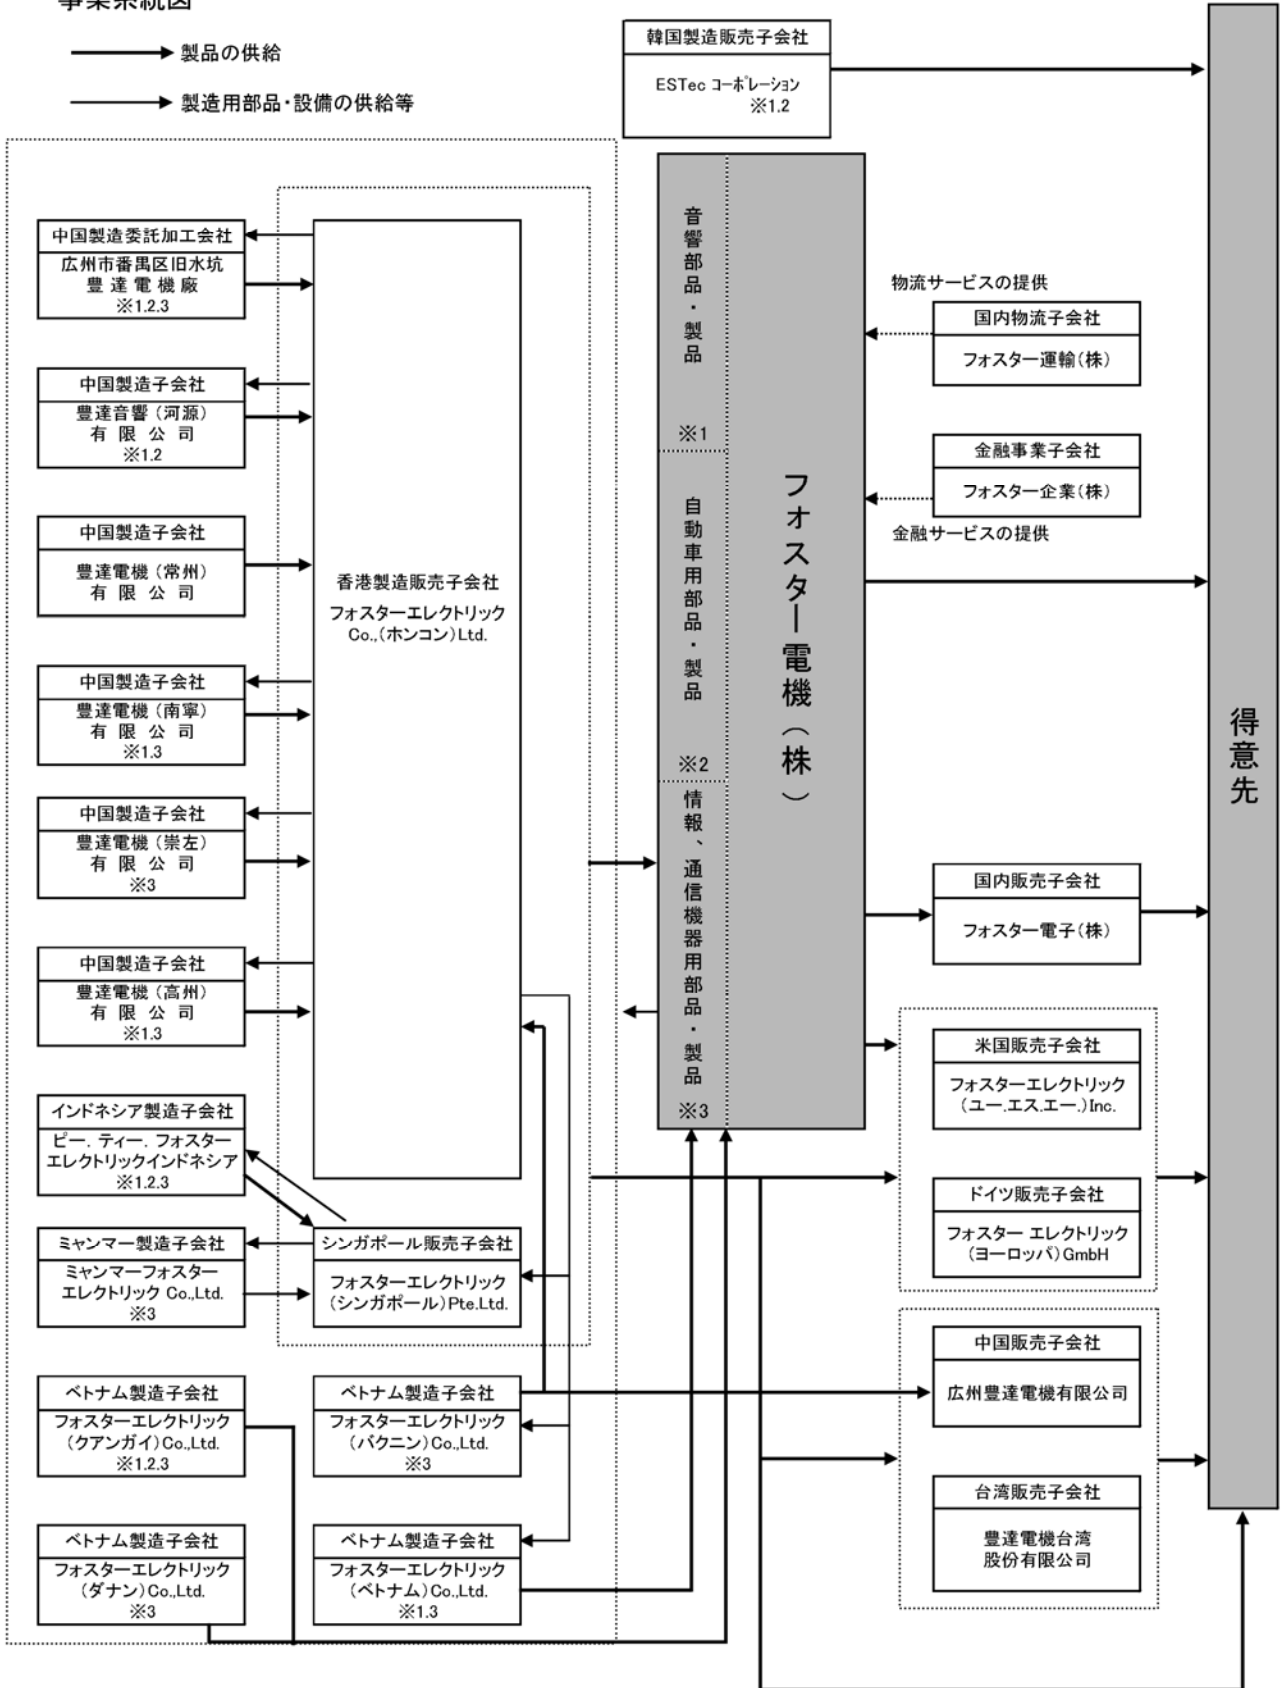 事業系統図
製品の供給
製造用部品・設備の供給等
韓国製造販売子会社
ESTec コーポレーション
※1.2
中国製造委託加工会社
広州市番禺区旧水坑
豊達電機廠
※1.2.3
中国製造子会社
豊達音響(河源)
有限公司
※1.2
中国製造子会社
豊達電機(常州)
有限公司
中国製造子会社
豊達電機(南寧)
有限公司
※1.3
中国製造子会社
豊達電機(崇左)
有限公司
※3
中国製造子会社
豊達電機(高州)
有限公司
※1.3
インドネシア製造子会社
ピー. ティー. フォスター
エレクトリックインドネシア
※1.2.3
ミャンマー製造子会社
ミャンマーフォスター
エレクトリック Co.,Ltd.
※3
ベトナム製造子会社
フォスターエレクトリック
(クアンガイ)Co.,Ltd.
※1.2.3
ベトナム製造子会社
フォスターエレクトリック
(ダナン)Co.,Ltd.
※3
香港製造販売子会社
フォスターエレクトリック
Co.,(ホンコン)Ltd.
シンガポール販売子会社
フォスターエレクトリック
(シンガポール)Pte.Ltd.
ベトナム製造子会社
フォスターエレクトリック
(バクニン)Co.,Ltd.
※3
ベトナム製造子会社
フォスターエレクトリック
(ベトナム)Co.,Ltd.
※1.3
音響部品・製品
※1
自動車用部品・製品
※2
情報、通信機器用部品・製品
※3
フォスター電機(株)
物流サービスの提供
国内物流子会社
フォスター運輸(株)
金融事業子会社
フォスター企業(株)
金融サービスの提供
国内販売子会社
フォスター電子(株)
米国販売子会社
フォスターエレクトリック
(ユー.エス.エー.)Inc.
ドイツ販売子会社
フォスター エレクトリック
(ヨーロッパ)GmbH
中国販売子会社
広州豊達電機有限公司
台湾販売子会社
豊達電機台湾
股份有限公司
得意先